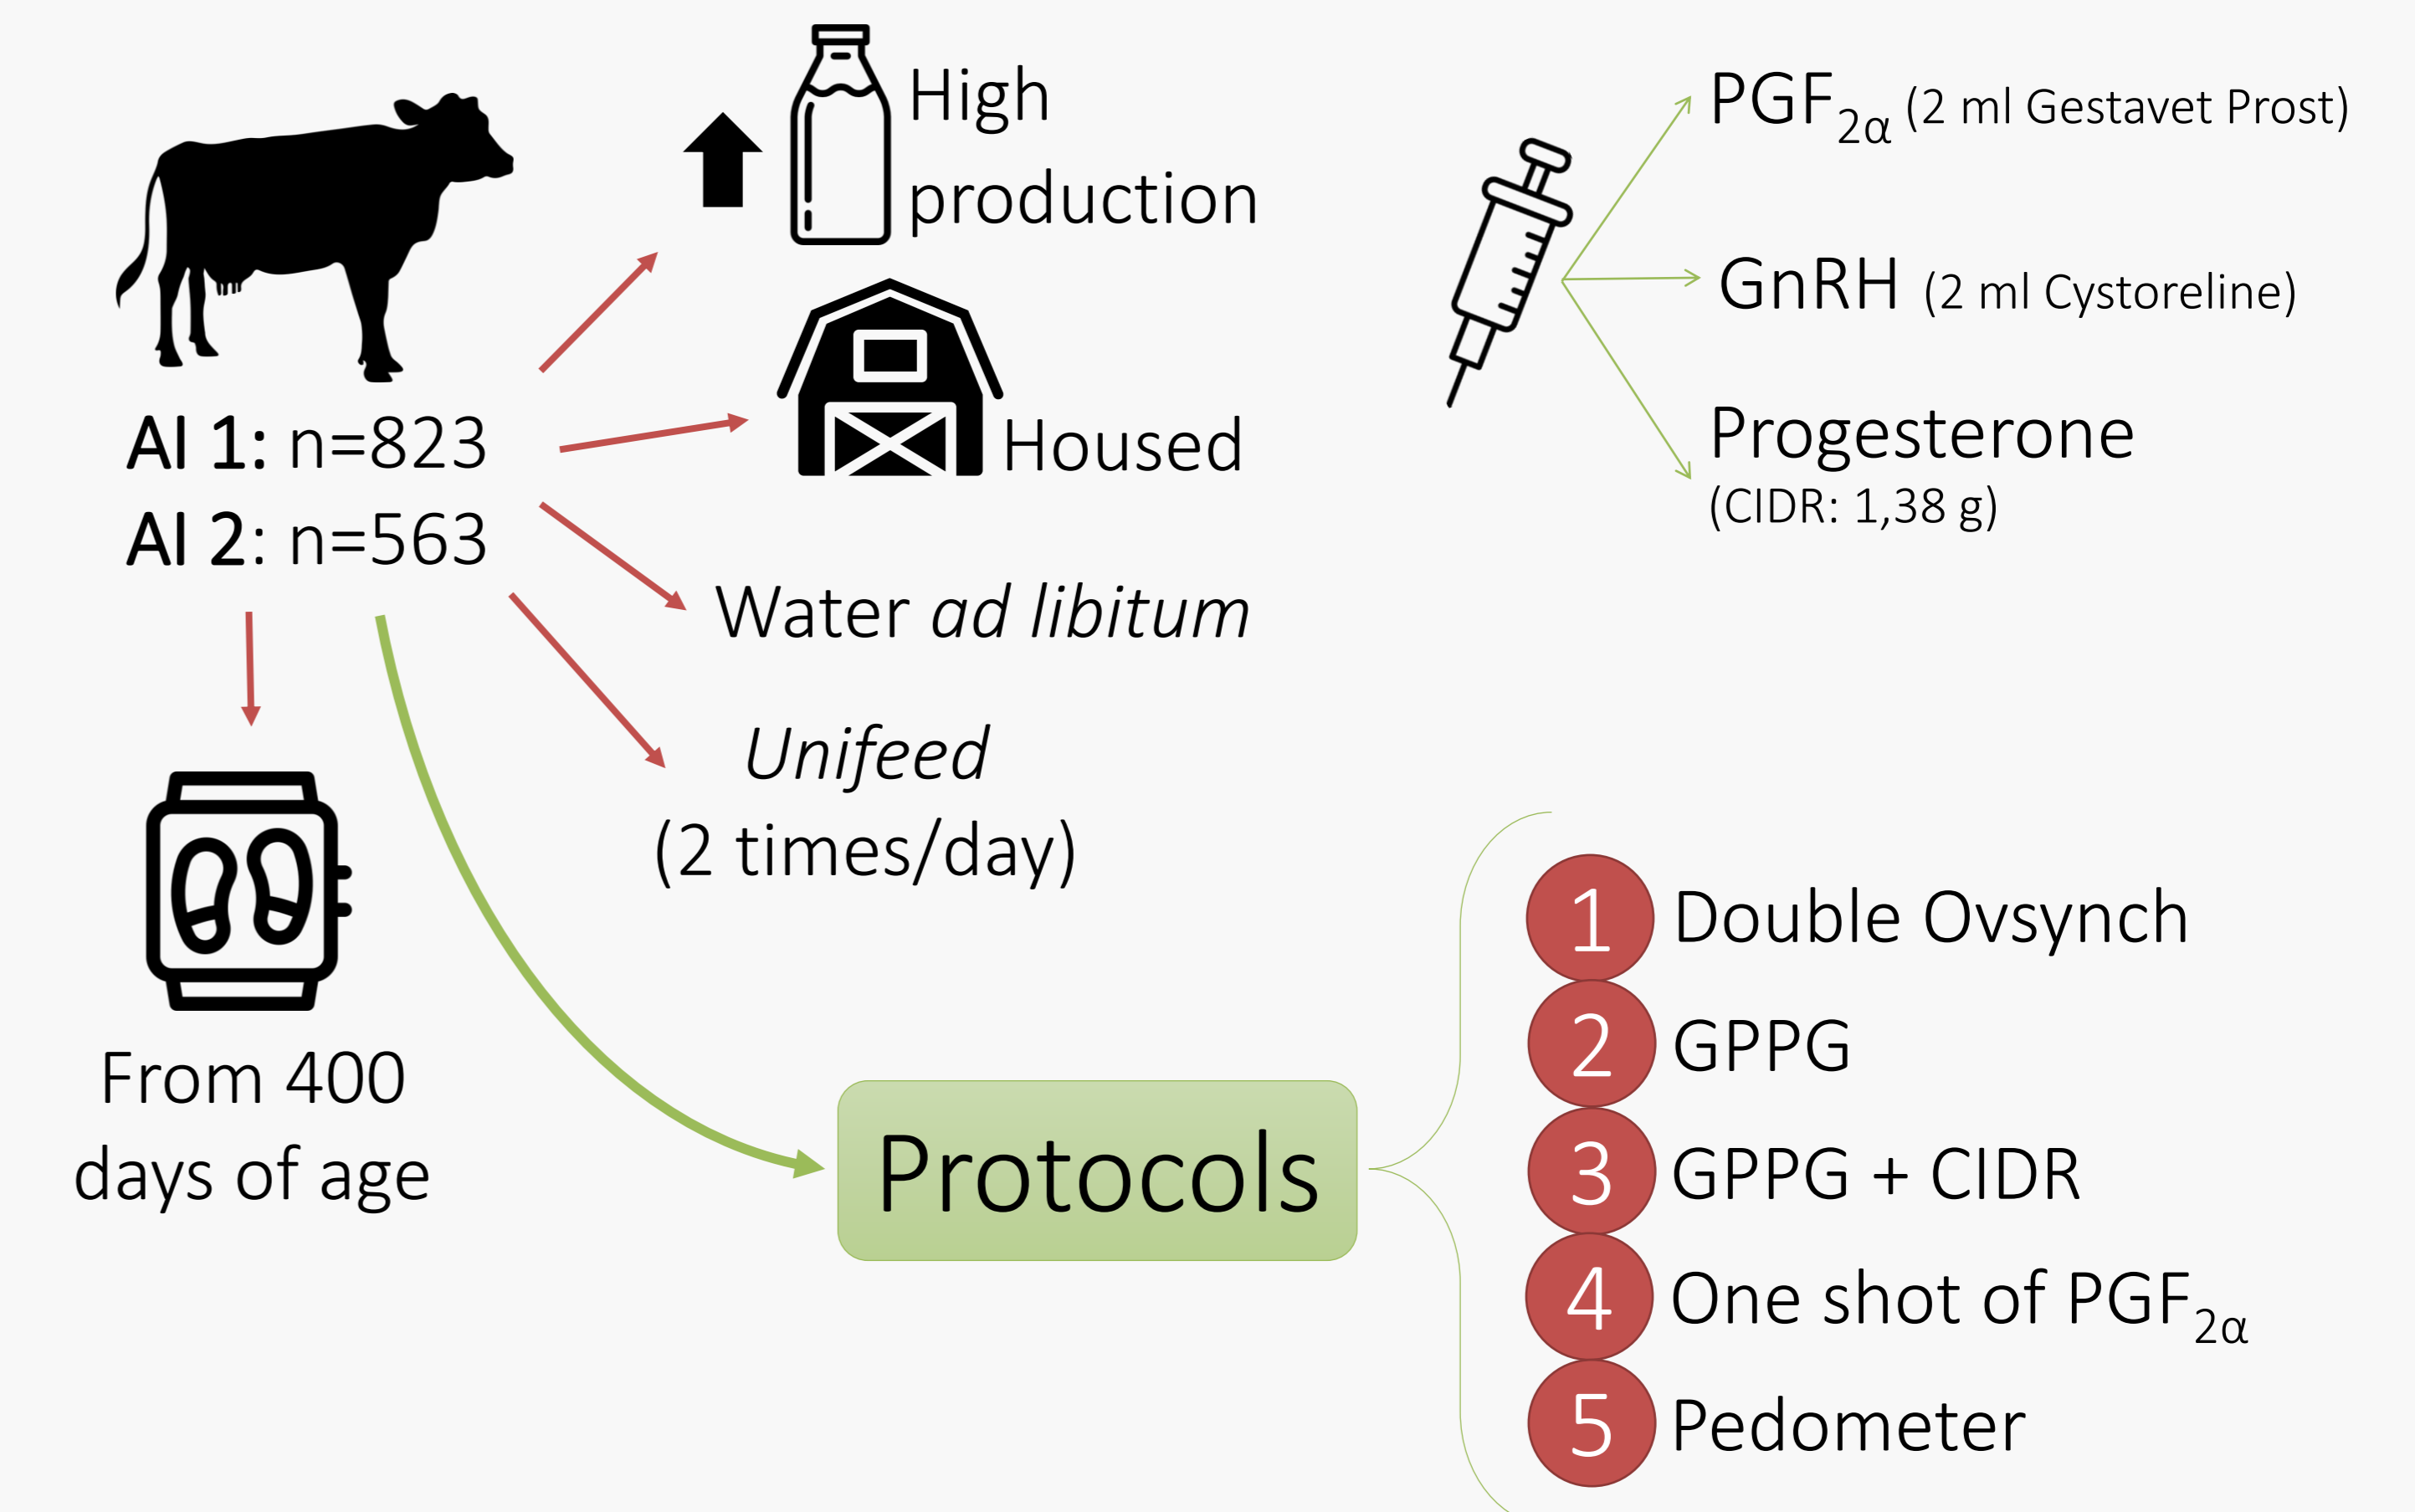 High
production
AI 1: n=823
AI 2: n=563
Housed
Water ad libitum
Unifeed
(2 times/day)
From 400
days of age
PGF2α (2 ml Gestavet Prost)
GnRH (2 ml Cystoreline)
Progesterone
(CIDR: 1,38 g)
Protocols
1 Double Ovsynch
2 GPPG
3 GPPG + CIDR
4 One shot of PGF2α
5 Pedometer